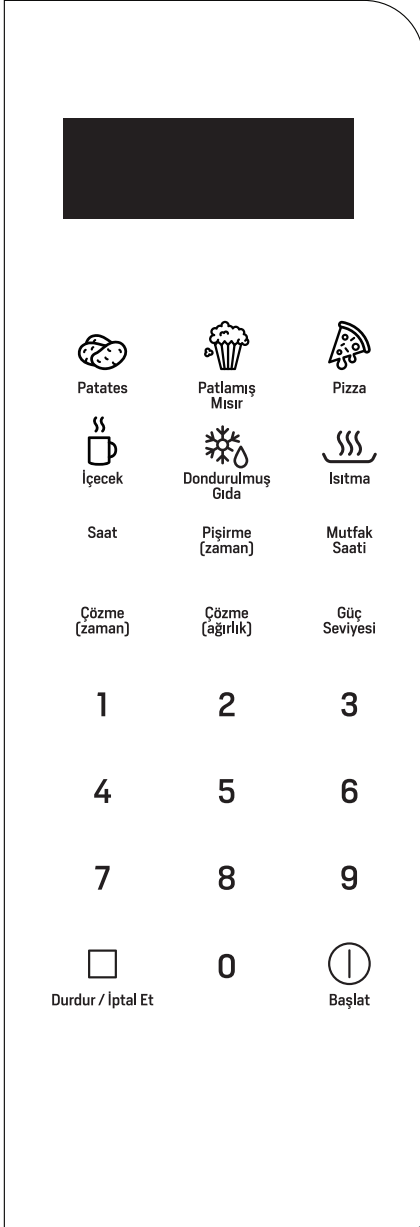 Patates
Patlamış
Mısır
Pizza
İçecek
Dondurulmuş
Gıda
Isıtma
Saat
Pişirme
(zaman)
Mutfak
Saati
Çözme
(zaman)
Çözme
(ağırlık)
Güç
Seviyesi
1 2 3
4 5 6
7 8 9
0
Durdur / İptal Et
Başlat